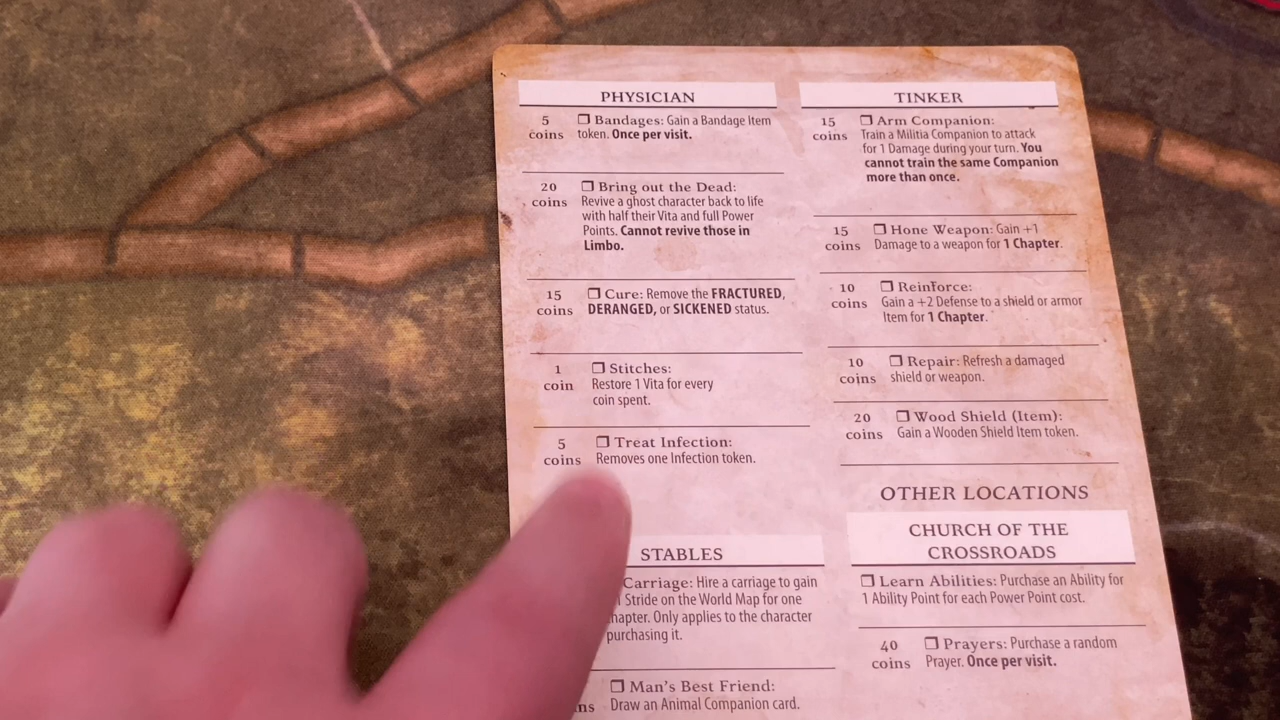 PHYSICIAN
5 coins ❒ Bandages: Gain a Bandage Item
token. Once per visit.
20 coins ❒ Bring out the Dead:
Revive a ghost character back to life
with half their Vita and full Power
Points. Cannot revive those in
Limbo.
15 coins ❒ Cure: Remove the FRACTURED,
DERANGED, or SICKENED status.
1 coin ❒ Stitches:
Restore 1 Vita for every
coin spent.
5 coins ❒ Treat Infection:
Removes one Infection token.
STABLES
Carriage: Hire a carriage to gain
1 Stride on the World Map for one
purchasing it.
Only applies to the character
❒ Man's Best Friend:
Draw an Animal Companion card.
TINKER
15 coins ❒ Arm Companion:
Train a Militia Companion to attack
for 1 Damage during your turn. You
cannot train the same Companion
more than once.
15 coins ❒ Hone Weapon: Gain +1
Damage to a weapon for 1 Chapter.
10 coins ❒ Reinforce:
Gain a +2 Defense to a shield or armor
Item for 1 Chapter.
10 coins ❒ Repair: Refresh a damaged
shield or weapon.
20 coins ❒ Wood Shield (Item):
Gain a Wooden Shield Item token.
OTHER LOCATIONS
CHURCH OF THE
CROSSROADS
❒ Learn Abilities: Purchase an Ability for
1 Ability Point for each Power Point cost.
40 coins ❒ Prayers: Purchase a random
Prayer. Once per visit.